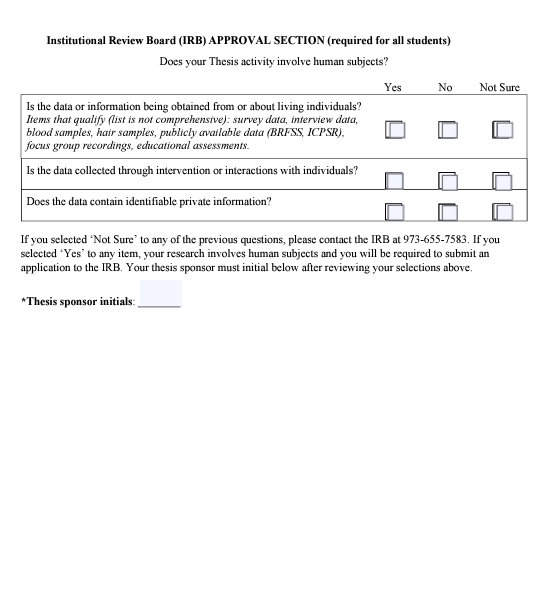 Institutional Review Board (IRB) APPROVAL SECTION (required for all students)
Does your Thesis activity involve human subjects?
Yes No Not Sure
Is the data or information being obtained from or about living individuals?
Items that qualify (list is not comprehensive): survey data, interview data,
blood samples, hair samples, publicly available data (BRFSS, ICPSR),
focus group recordings, educational assessments.
Is the data collected through intervention or interactions with individuals?
Does the data contain identifiable private information?
If you selected ‘Not Sure’ to any of the previous questions, please contact the IRB at 973-655-7583. If you
selected ‘Yes’ to any item, your research involves human subjects and you will be required to submit an
application to the IRB. Your thesis sponsor must initial below after reviewing your selections above.
*Thesis sponsor initials: